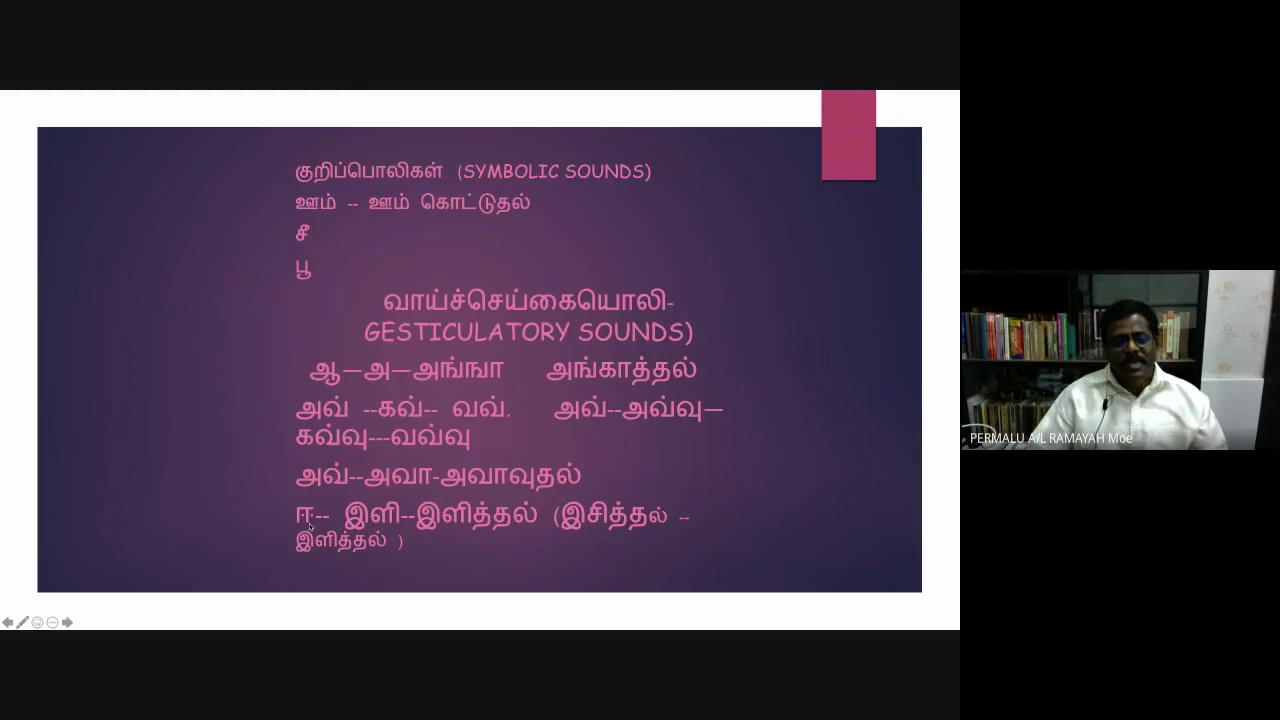 குறிப்பொலிகள் (SYMBOLIC SOUNDS)
ஊம் -- ஊம் கொட்டுதல்
சீ
பூ
வாய்ச்செய்கையொலி-
GESTICULATORY SOUNDS)
ஆ—அ—அங்ஙா அங்காத்தல்
அவ் --கவ்-- வவ். அவ்--அவ்வு—
கவ்வு---வவ்வு
அவ்--அவா-அவாவுதல்
ஈ-- இளி--இளித்தல் (இசித்தல் --
இளித்தல் )
PERMALU A/L RAMAYAH Moe